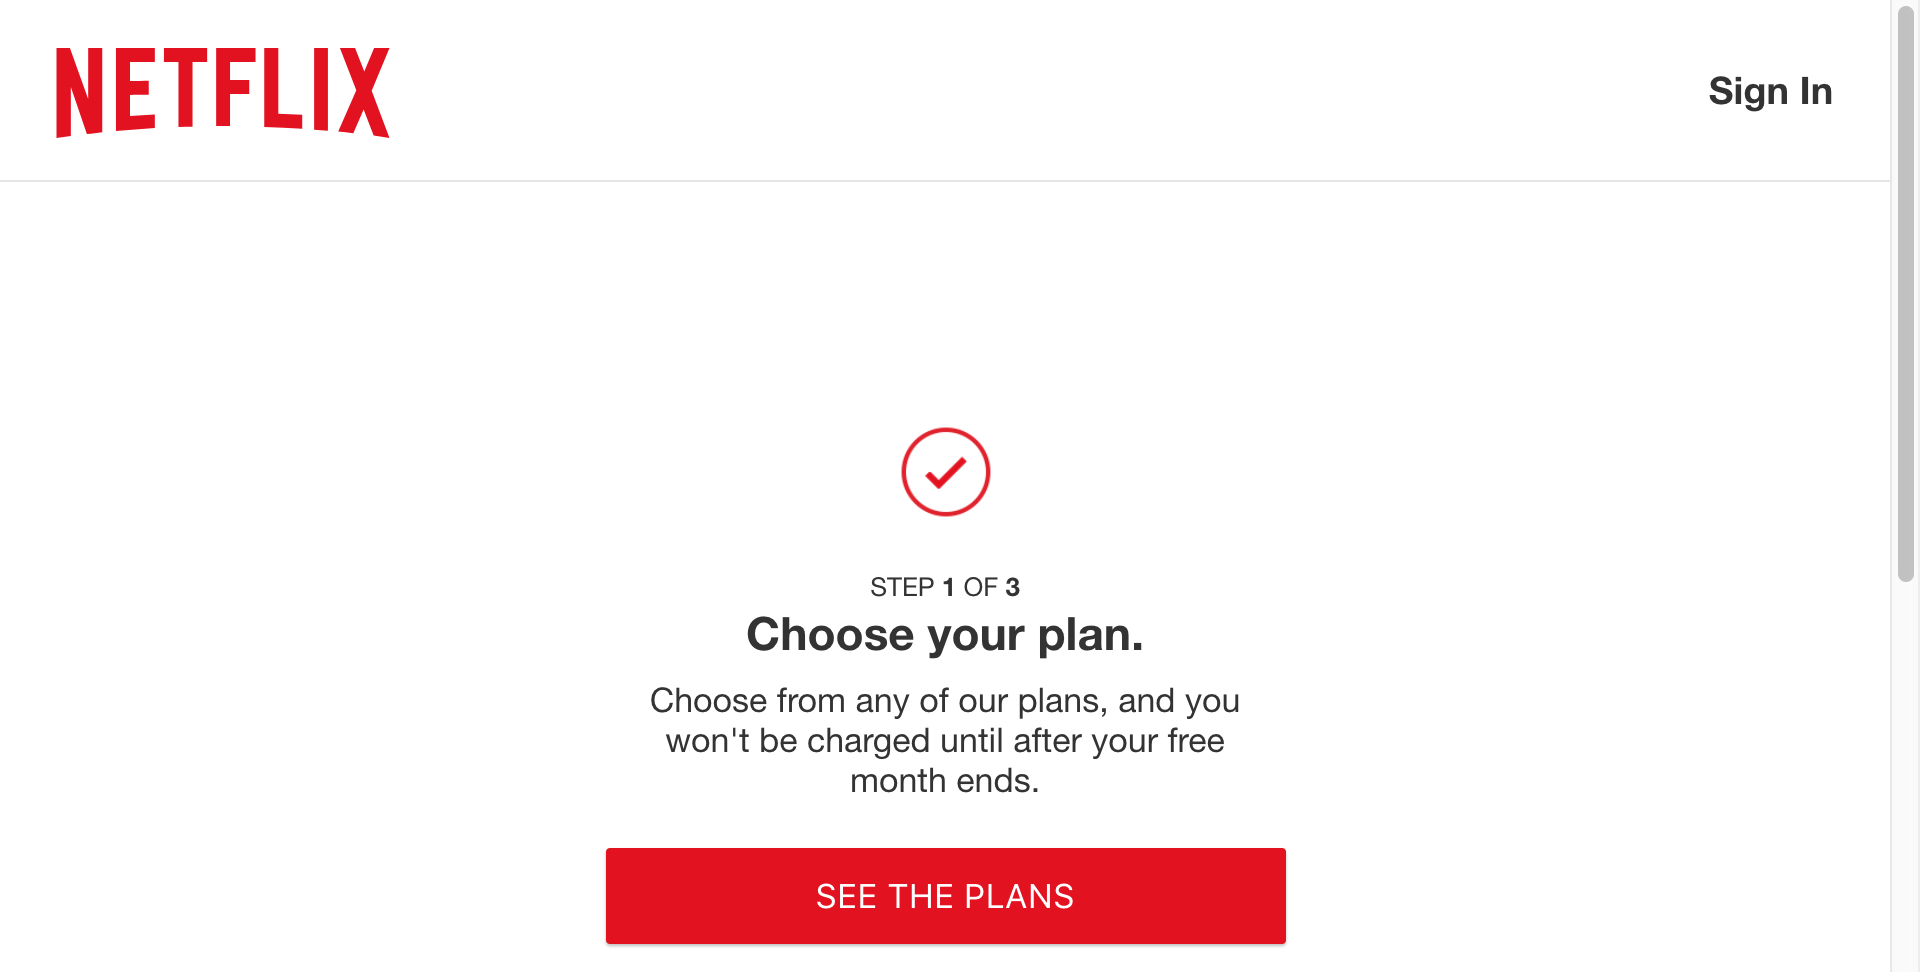 NETFLIX
Sign In
STEP 1 OF 3
Choose your plan.
Choose from any of our plans, and you
won't be charged until after your free
month ends.
SEE THE PLANS